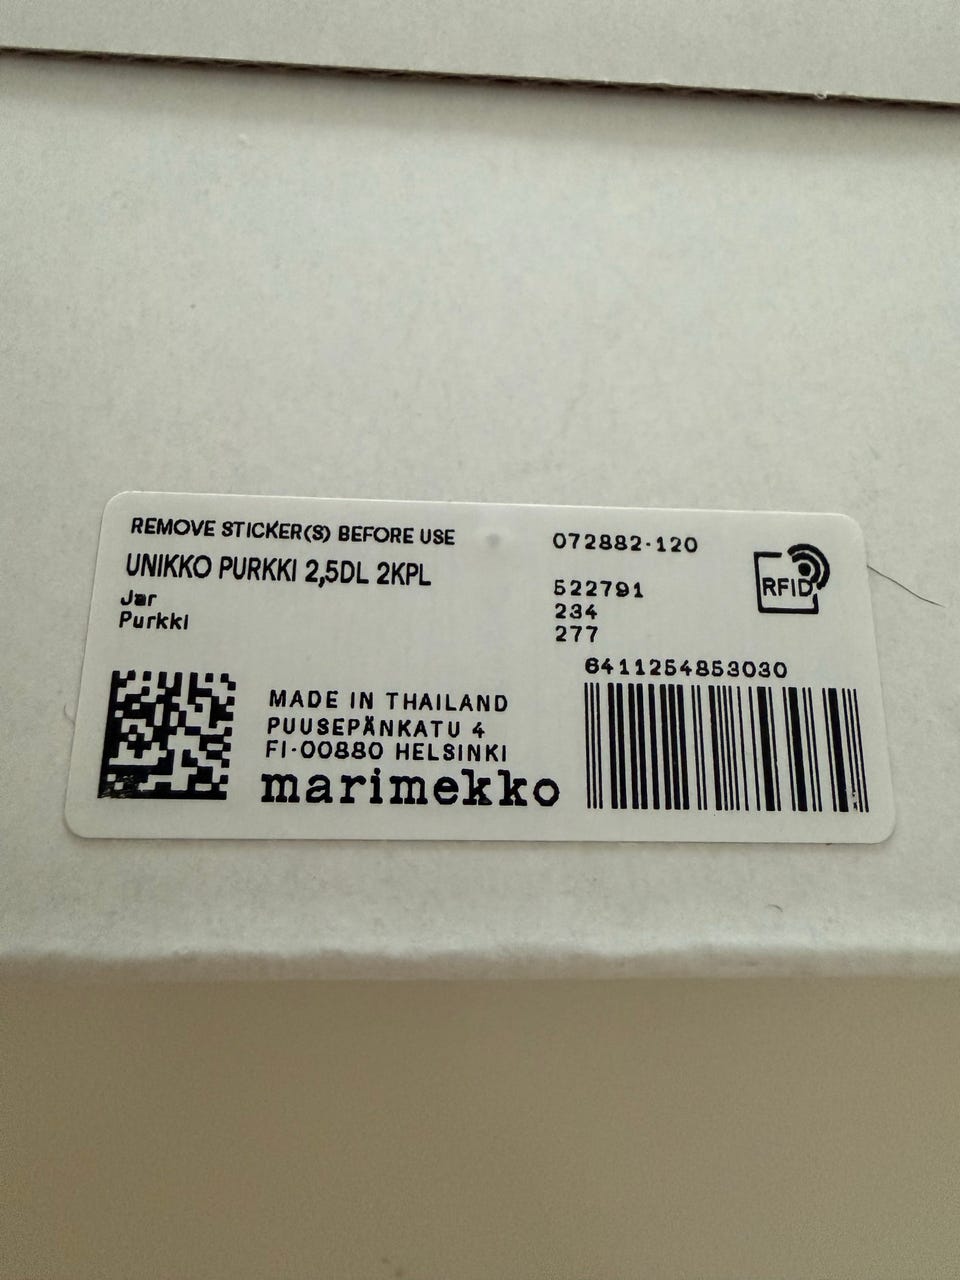 REMOVE STICKER(S) BEFORE USE
UNIKKO PURKKI 2,5DL 2KPL
Jar
Purkki
072882-120
522791
234
277
RFID
6411254853030
MADE IN THAILAND
PUUSEPÄNKATU 4
FI-00880 HELSINKI
marimekko